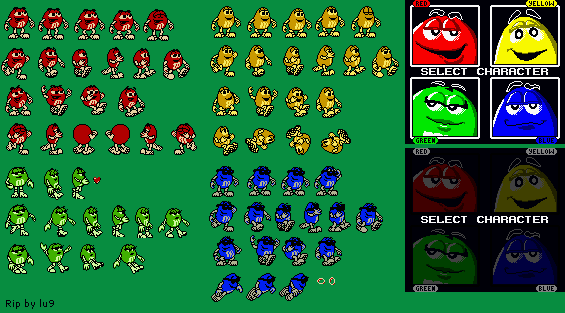 RED YELLOW
SELECT CHARACTER
GREEN BLUE
RED YELLOW
SELECT CHARACTER
GREEN BLUE
Rip by lu9